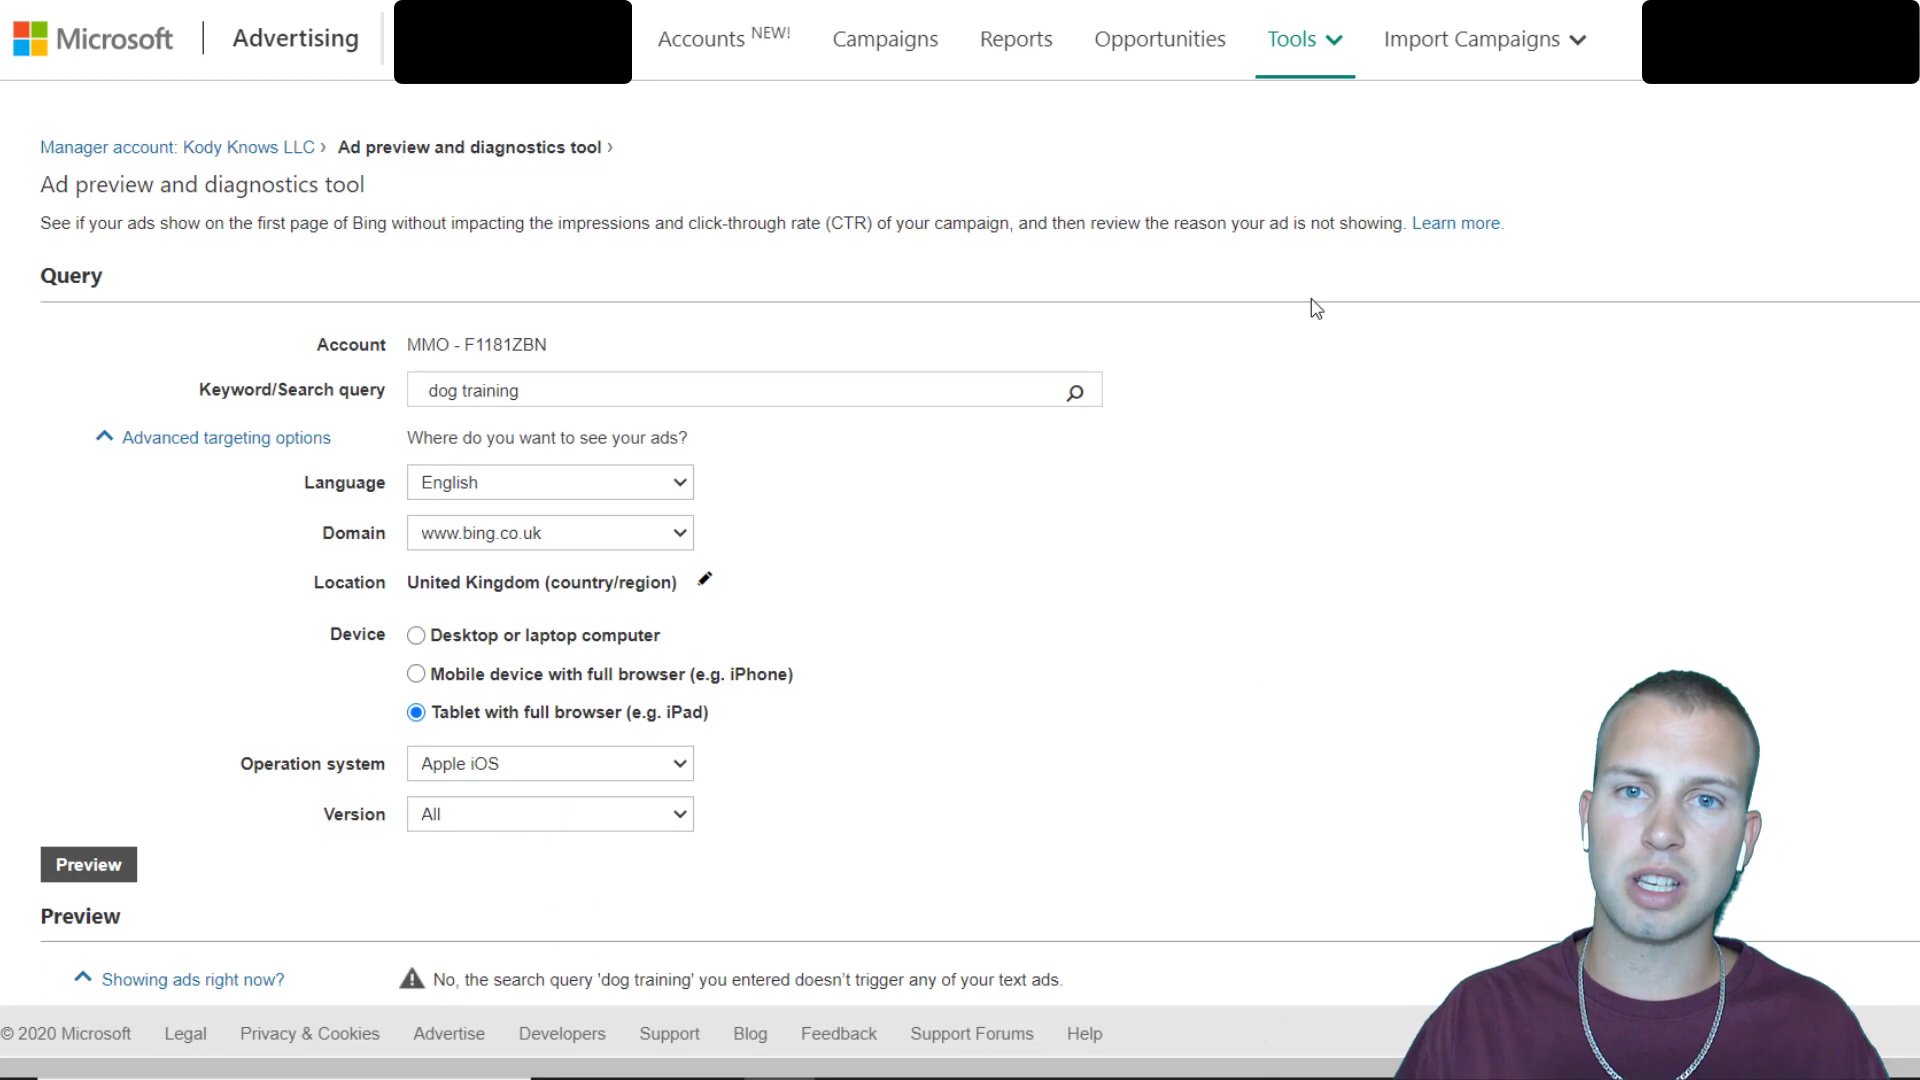 Microsoft Advertising Accounts NEW! Campaigns Reports Opportunities Tools Import Campaigns
Manager account: Kody Knows LLC › Ad preview and diagnostics tool ›
Ad preview and diagnostics tool
See if your ads show on the first page of Bing without impacting the impressions and click-through rate (CTR) of your campaign, and then review the reason your ad is not showing. Learn more.
Query
Account MMO - F1181ZBN
Keyword/Search query dog training
Advanced targeting options Where do you want to see your ads?
Language English
Domain www.bing.co.uk
Location United Kingdom (country/region)
Device Desktop or laptop computer
Mobile device with full browser (e.g. iPhone)
Tablet with full browser (e.g. iPad)
Operation system Apple iOS
Version All
Preview
Preview
Showing ads right now? No, the search query 'dog training' you entered doesn't trigger any of your text ads.
© 2020 Microsoft Legal Privacy & Cookies Advertise Developers Support Blog Feedback Support Forums Help